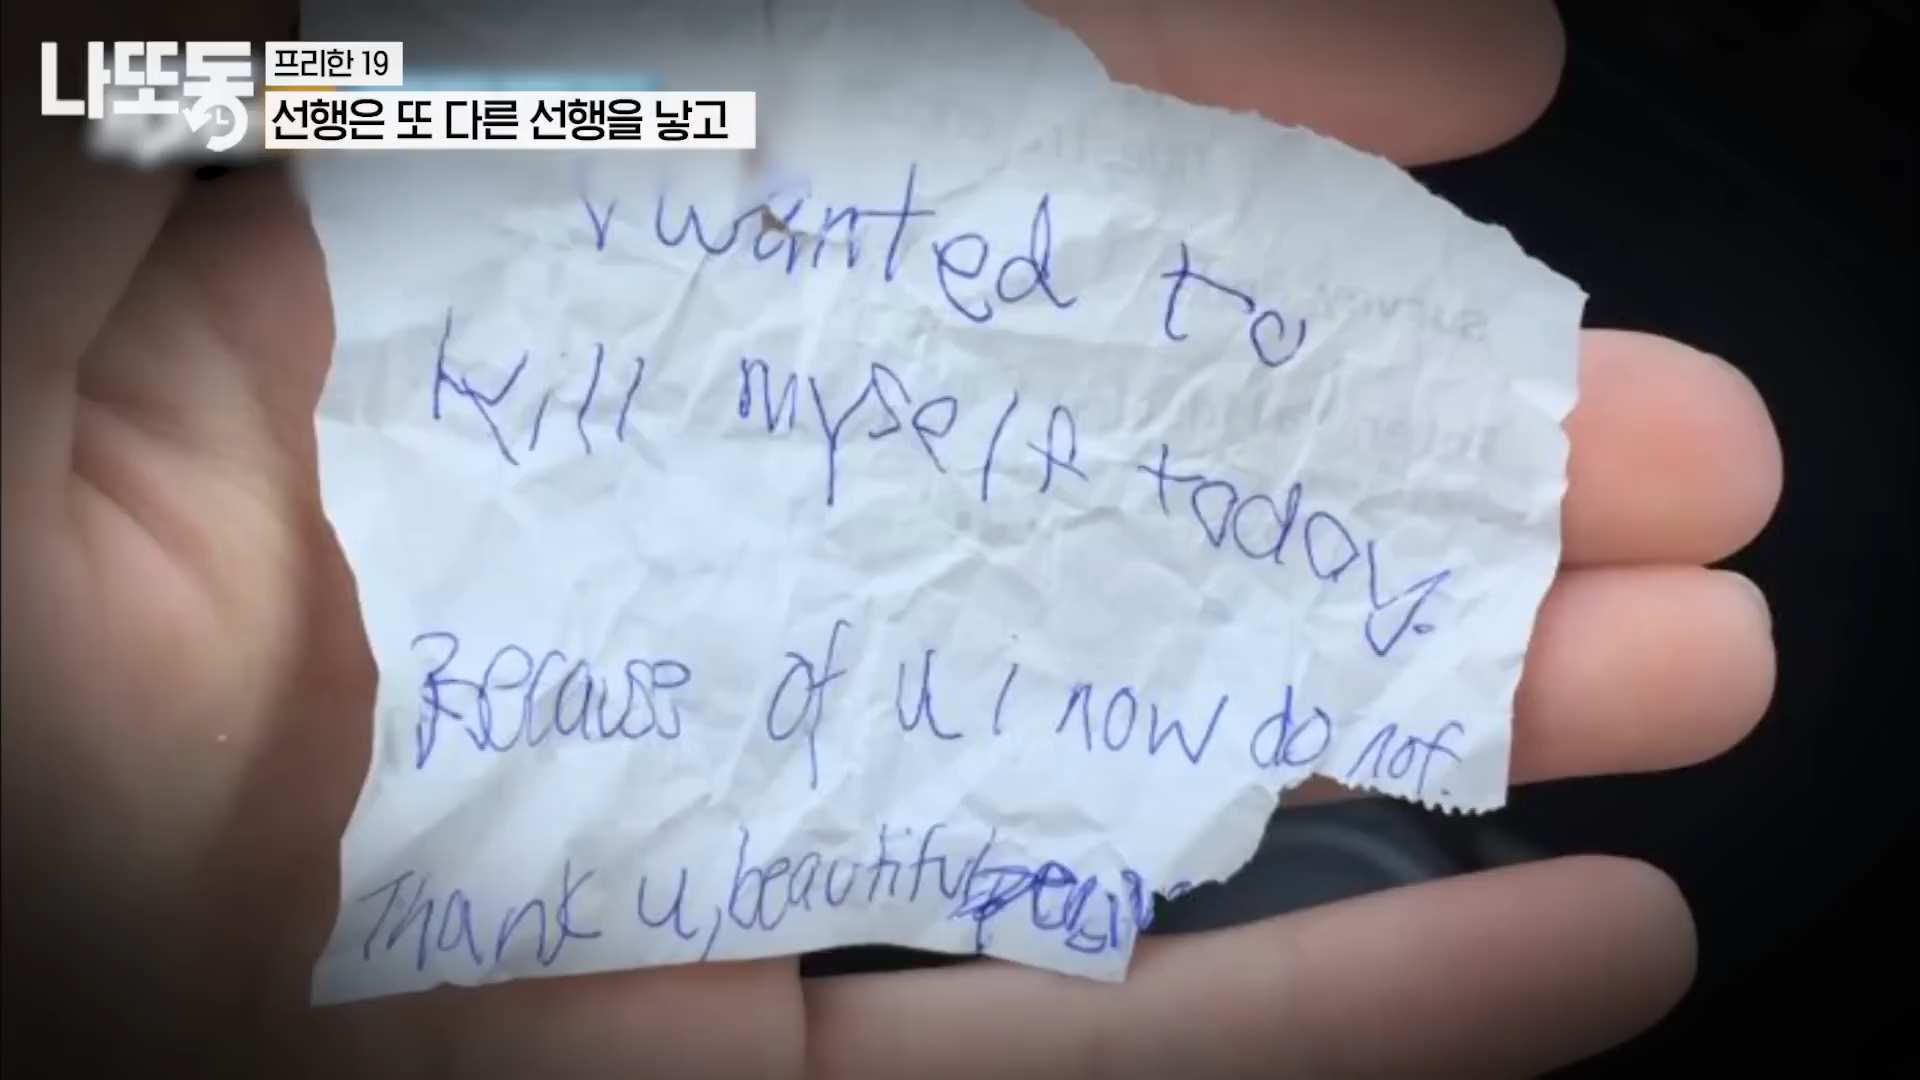 나또동
프리한 19
선행은 또 다른 선행을 낳고
I wanted to
kill myself today.
Because of u i now do not.
Thank u, beautiful